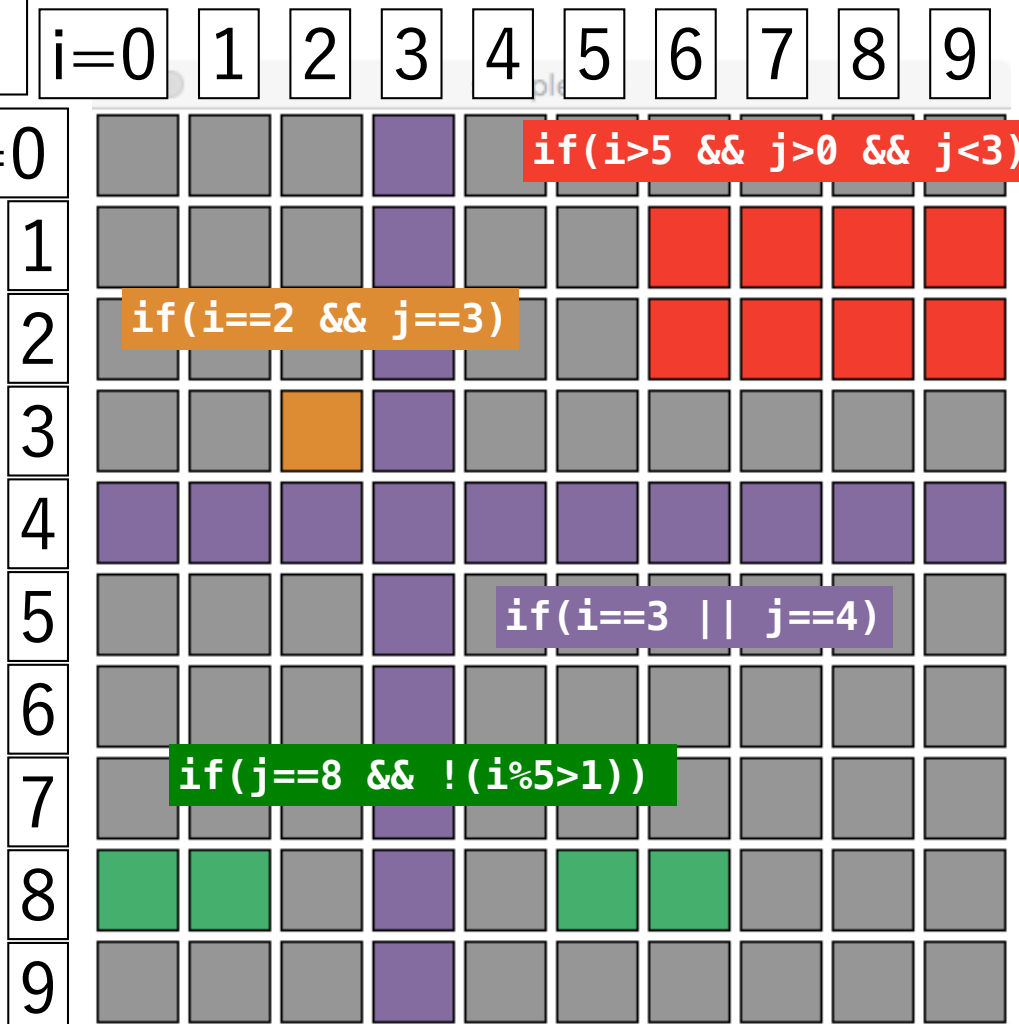 i=0 1 2 3 4 5 6 7 8 9
=0
if(i>5 && j>0 && j<3)
1
if(i==2 && j==3)
2
3
4
5
if(i==3 || j==4)
6
if(j==8 && !(i%5>1))
7
8
9